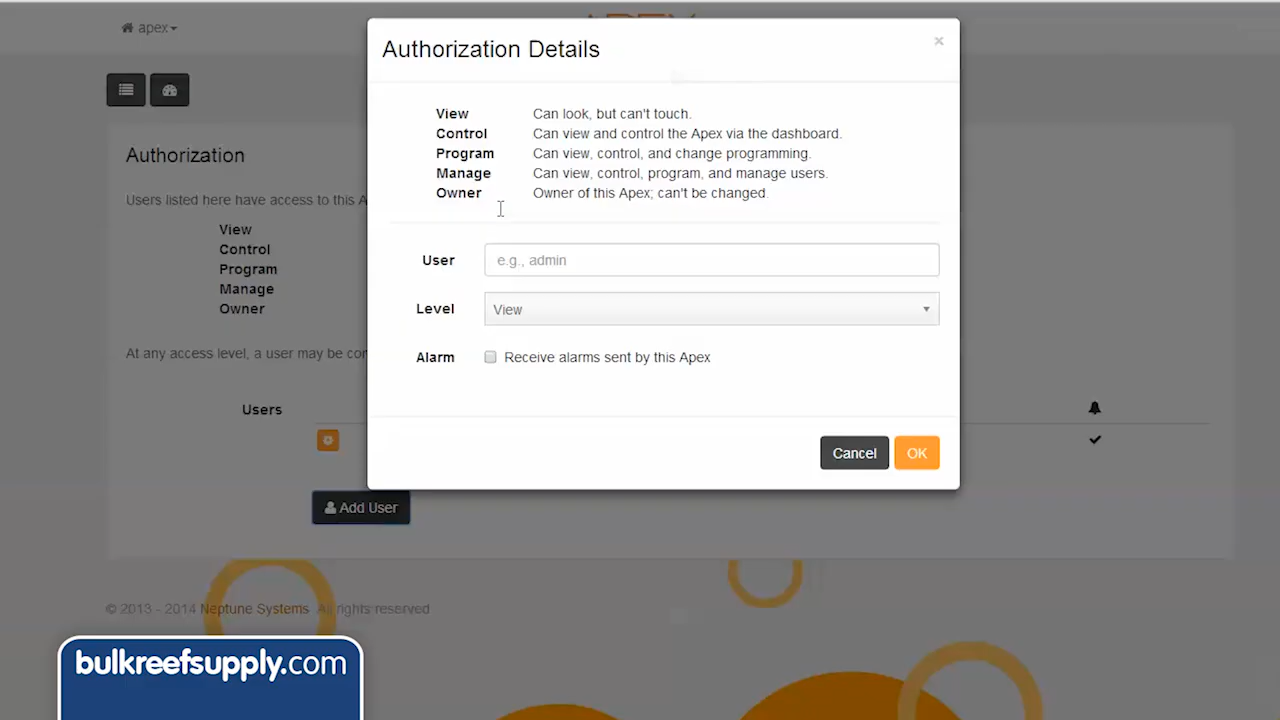 apex
Authorization Details
×
View Can look, but can't touch.
Control Can view and control the Apex via the dashboard.
Program Can view, control, and change programming.
Manage Can view, control, program, and manage users.
Owner Owner of this Apex; can't be changed.
Authorization
Users listed here have access to this A
View
Control
Program
Manage
Owner
User e.g., admin
Level View
Alarm Receive alarms sent by this Apex
At any access level, a user may be
Users
Cancel OK
Add User
© 2013 - 2014 Neptune Systems All rights reserved
bulkreefsupply.com